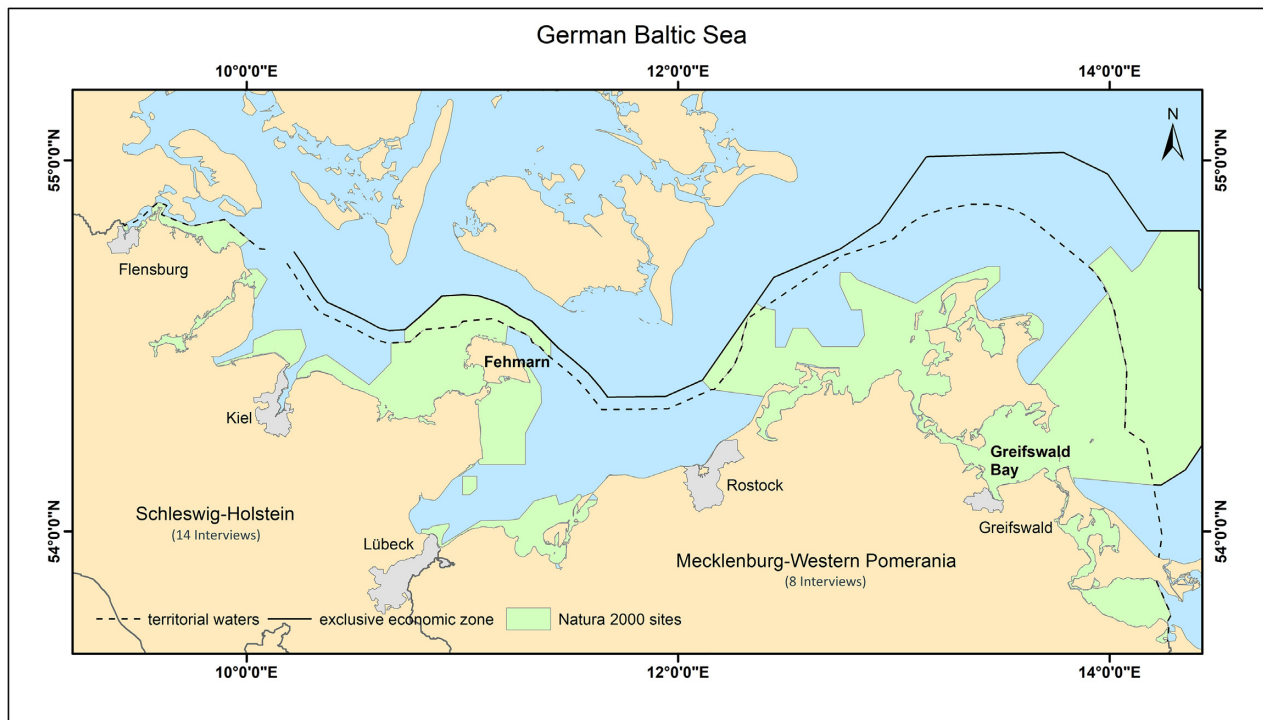 German Baltic Sea
10°0'0"E
12°0'0"E
14°0'0"E
55°0'0"N
55°0'0"N
N
Flensburg
Fehmarn
Kiel
Greifswald
Bay
Rostock
Greifswald
Schleswig-Holstein
(14 Interviews)
Lübeck
Mecklenburg-Western Pomerania
(8 Interviews)
54°0'0"N
54°0'0"N
territorial waters
exclusive economic zone
Natura 2000 sites
10°0'0"E
12°0'0"E
14°0'0"E